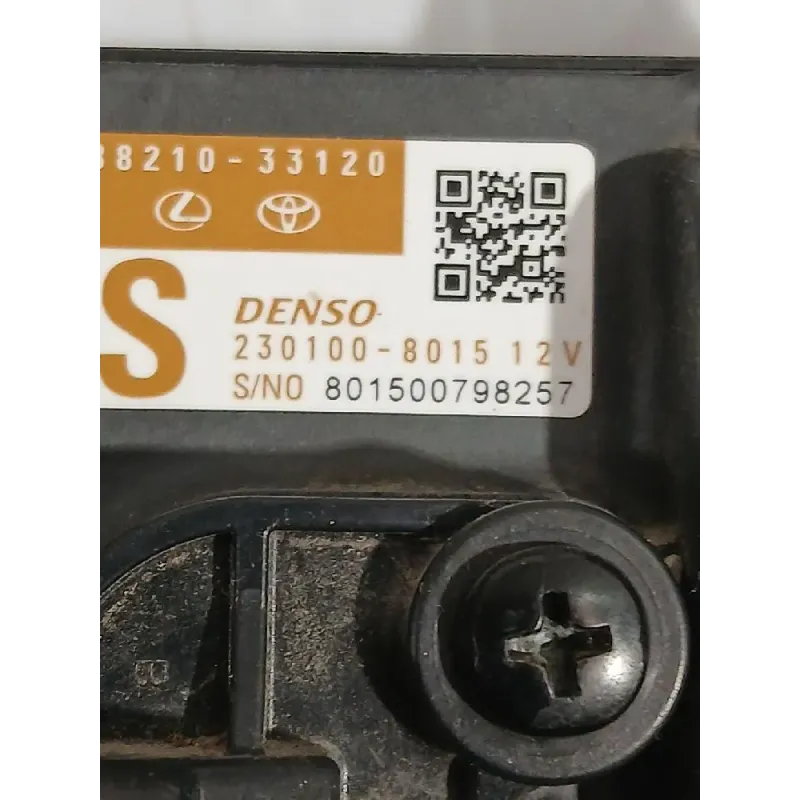 88210-33120
S
DENSO
230100-8015 12V
S/NO 801500798257